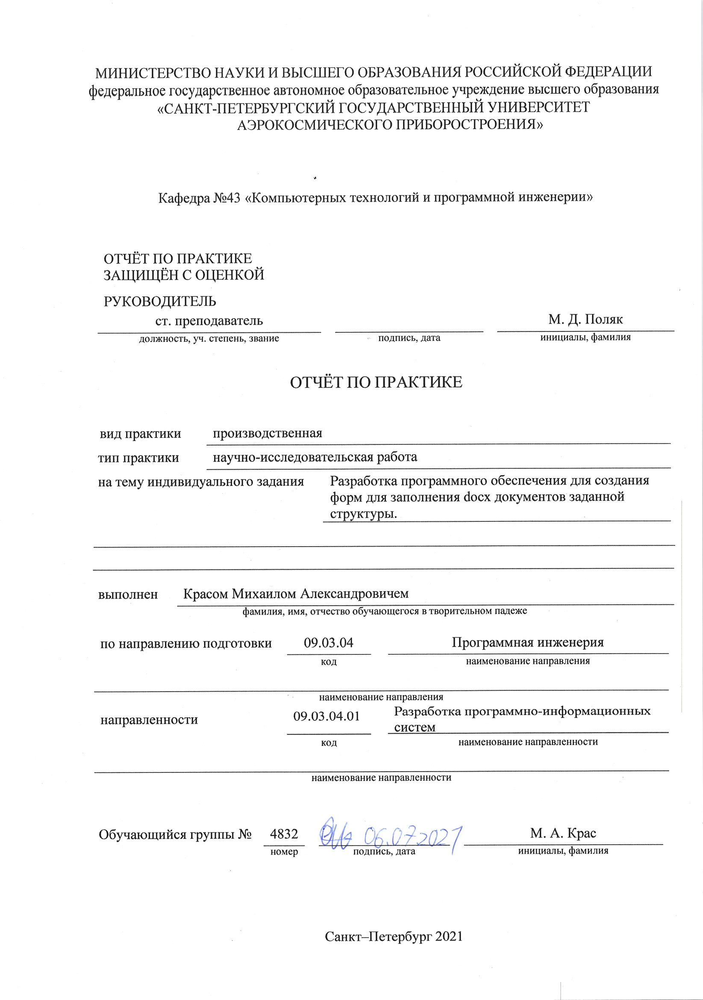 МИНИСТЕРСТВО НАУКИ И ВЫСШЕГО ОБРАЗОВАНИЯ РОССИЙСКОЙ ФЕДЕРАЦИИ
федеральное государственное автономное образовательное учреждение высшего образования
«САНКТ-ПЕТЕРБУРГСКИЙ ГОСУДАРСТВЕННЫЙ УНИВЕРСИТЕТ
АЭРОКОСМИЧЕСКОГО ПРИБОРОСТРОЕНИЯ»
Кафедра №43 «Компьютерных технологий и программной инженерии»
ОТЧЁТ ПО ПРАКТИКЕ
ЗАЩИЩЁН С ОЦЕНКОЙ
РУКОВОДИТЕЛЬ
ст. преподаватель М. Д. Поляк
должность, уч. степень, звание подпись, дата инициалы, фамилия
ОТЧЁТ ПО ПРАКТИКЕ
вид практики производственная
тип практики научно-исследовательская работа
на тему индивидуального задания Разработка программного обеспечения для создания
форм для заполнения docx документов заданной
структуры.
выполнен Красом Михаилом Александровичем
фамилия, имя, отчество обучающегося в творительном падеже
по направлению подготовки 09.03.04 Программная инженерия
код наименование направления
наименование направления
направленности 09.03.04.01 Разработка программно-информационных
систем
код наименование направленности
наименование направленности
Обучающийся группы № 4832 06.07.2021 М. А. Крас
номер подпись, дата инициалы, фамилия
Санкт–Петербург 2021